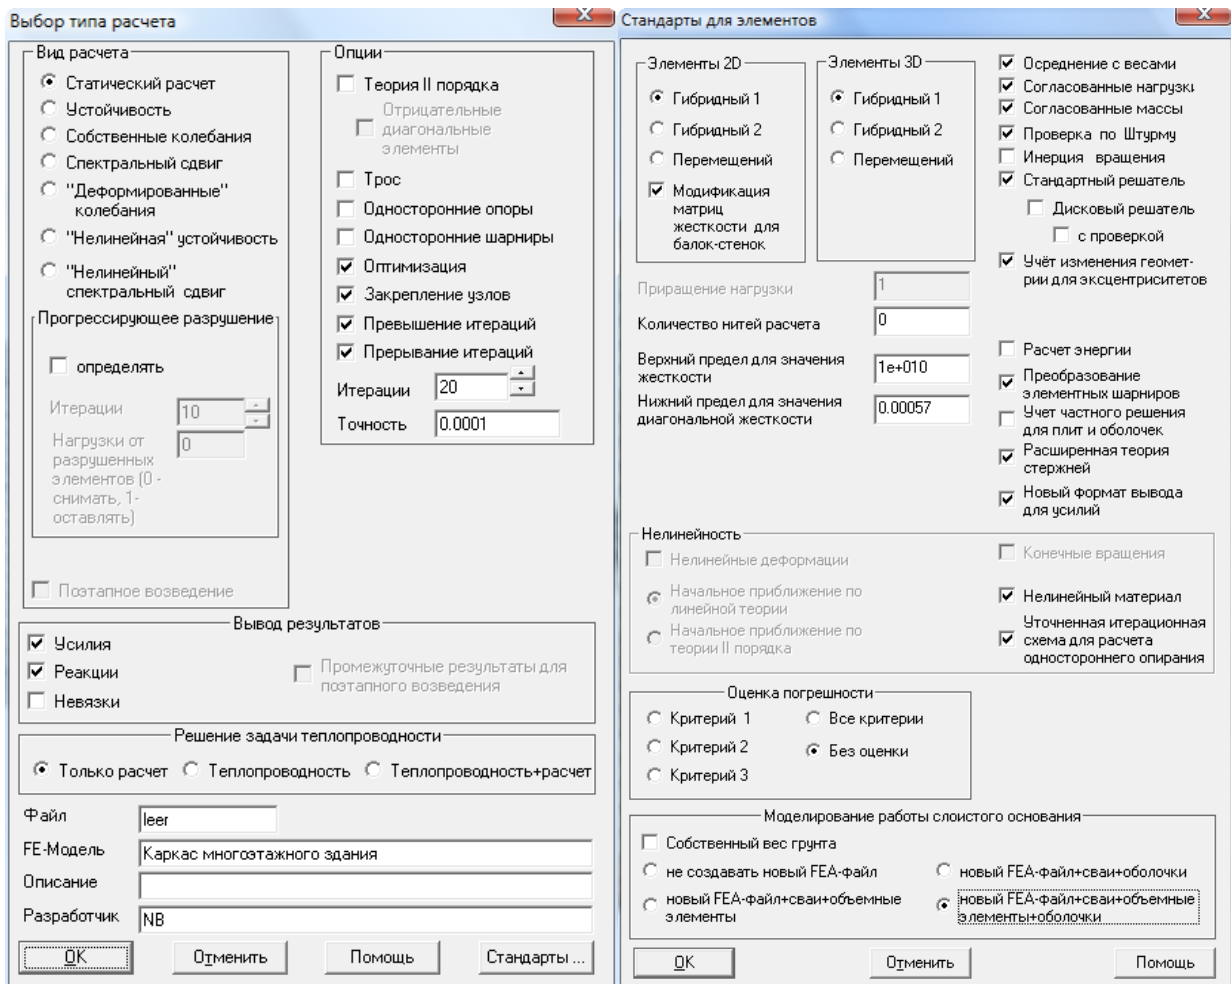 Выбор типа расчета
Вид расчета
Статический расчет
Устойчивость
Собственные колебания
Спектральный сдвиг
"Деформированные"
колебания
"Нелинейная" устойчивость
"Нелинейный"
спектральный сдвиг
Прогрессирующее разрушение
определять
Итерации
10
Нагрузки от
разрушенных
элементов (0 -
снимать, 1-
оставлять)
0
Поэтапное возведение
Опции
Теория II порядка
Отрицательные
диагональные
элементы
Трос
Односторонние опоры
Односторонние шарниры
Оптимизация
Закрепление узлов
Превышение итераций
Прерывание итераций
Итерации
20
Точность
0.0001
Вывод результатов
Усилия
Реакции
Невязки
Промежуточные результаты для
поэтапного возведения
Решение задачи теплопроводности
Только расчет
Теплопроводность
Теплопроводность+расчет
Файл
leer
FE-Модель
Каркас многоэтажного здания
Описание
Разработчик
NB
OK
Отменить
Помощь
Стандарты ...
Стандарты для элементов
Элементы 2D
Гибридный 1
Гибридный 2
Перемещений
Модификация
матриц
жесткости для
балок-стенок
Элементы 3D
Гибридный 1
Гибридный 2
Перемещений
Осреднение с весами
Согласованные нагрузки
Согласованные массы
Проверка по Штурму
Инерция вращения
Стандартный решатель
Дисковый решатель
с проверкой
Учёт изменения геомет-
рии для эксцентриситетов
Приращение нагрузки
1
Количество нитей расчета
0
Верхний предел для значения
жесткости
1e+010
Нижний предел для значения
диагональной жесткости
0.00057
Расчет энергии
Преобразование
элементных шарниров
Учет частного решения
для плит и оболочек
Расширенная теория
стержней
Новый формат вывода
для усилий
Нелинейность
Нелинейные деформации
Начальное приближение по
линейной теории
Начальное приближение по
теории II порядка
Конечные вращения
Нелинейный материал
Уточненная итерационная
схема для расчета
одностороннего опирания
Оценка погрешности
Критерий 1
Критерий 2
Критерий 3
Все критерии
Без оценки
Моделирование работы слоистого основания
Собственный вес грунта
не создавать новый FEA-файл
новый FEA-файл+сваи+объемные
элементы
новый FEA-файл+сваи+оболочки
новый FEA-файл+сваи+объемные
элементы+оболочки
OK
Отменить
Помощь